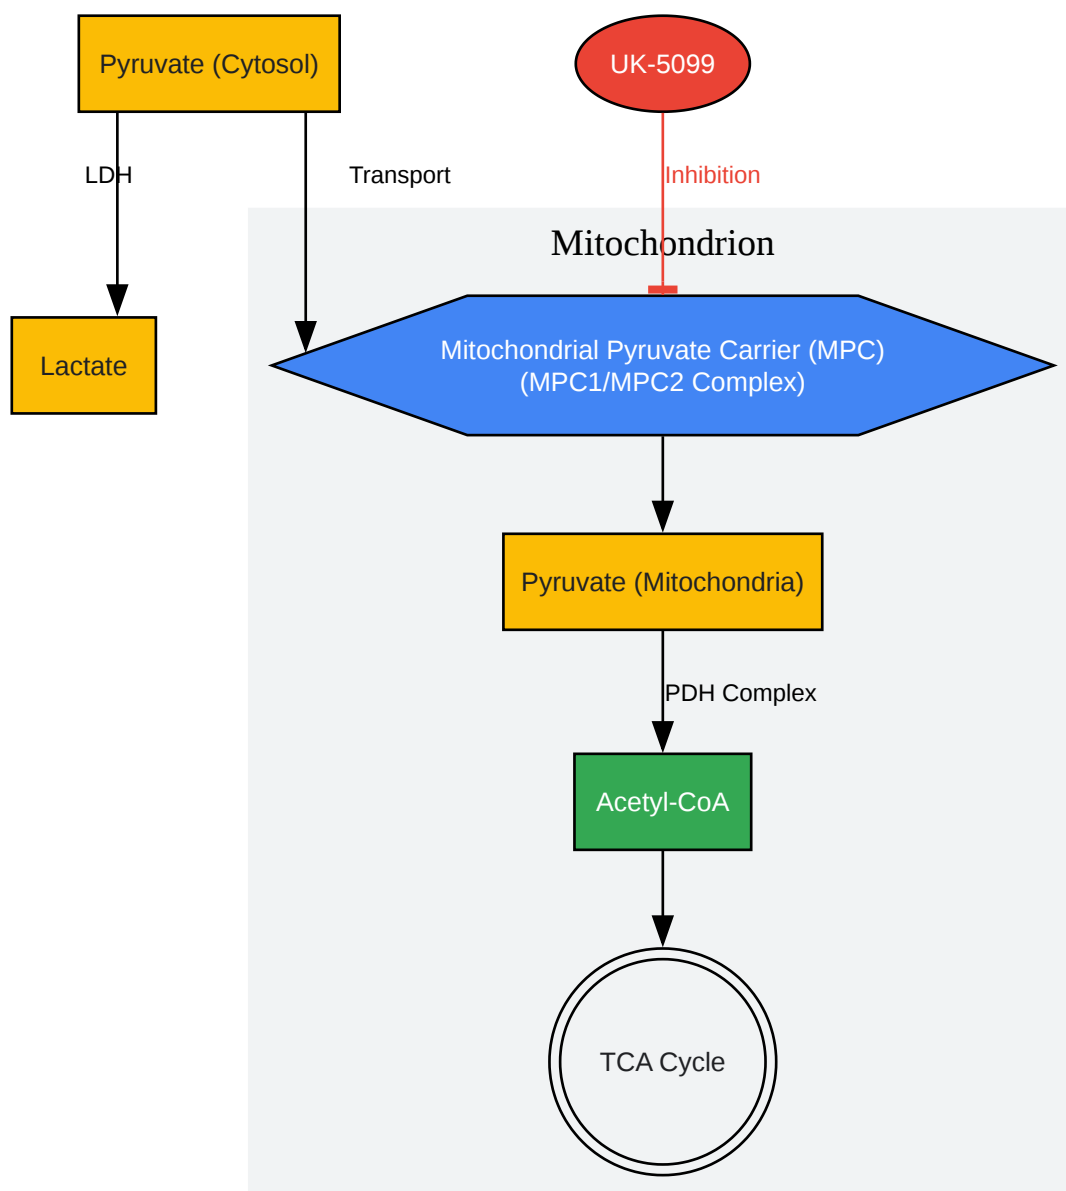 Pyruvate (Cytosol)
UK-5099
LDH
Transport
Inhibition
Mitochondrion
Lactate
Mitochondrial Pyruvate Carrier (MPC)
(MPC1/MPC2 Complex)
Pyruvate (Mitochondria)
PDH Complex
Acetyl-CoA
TCA Cycle